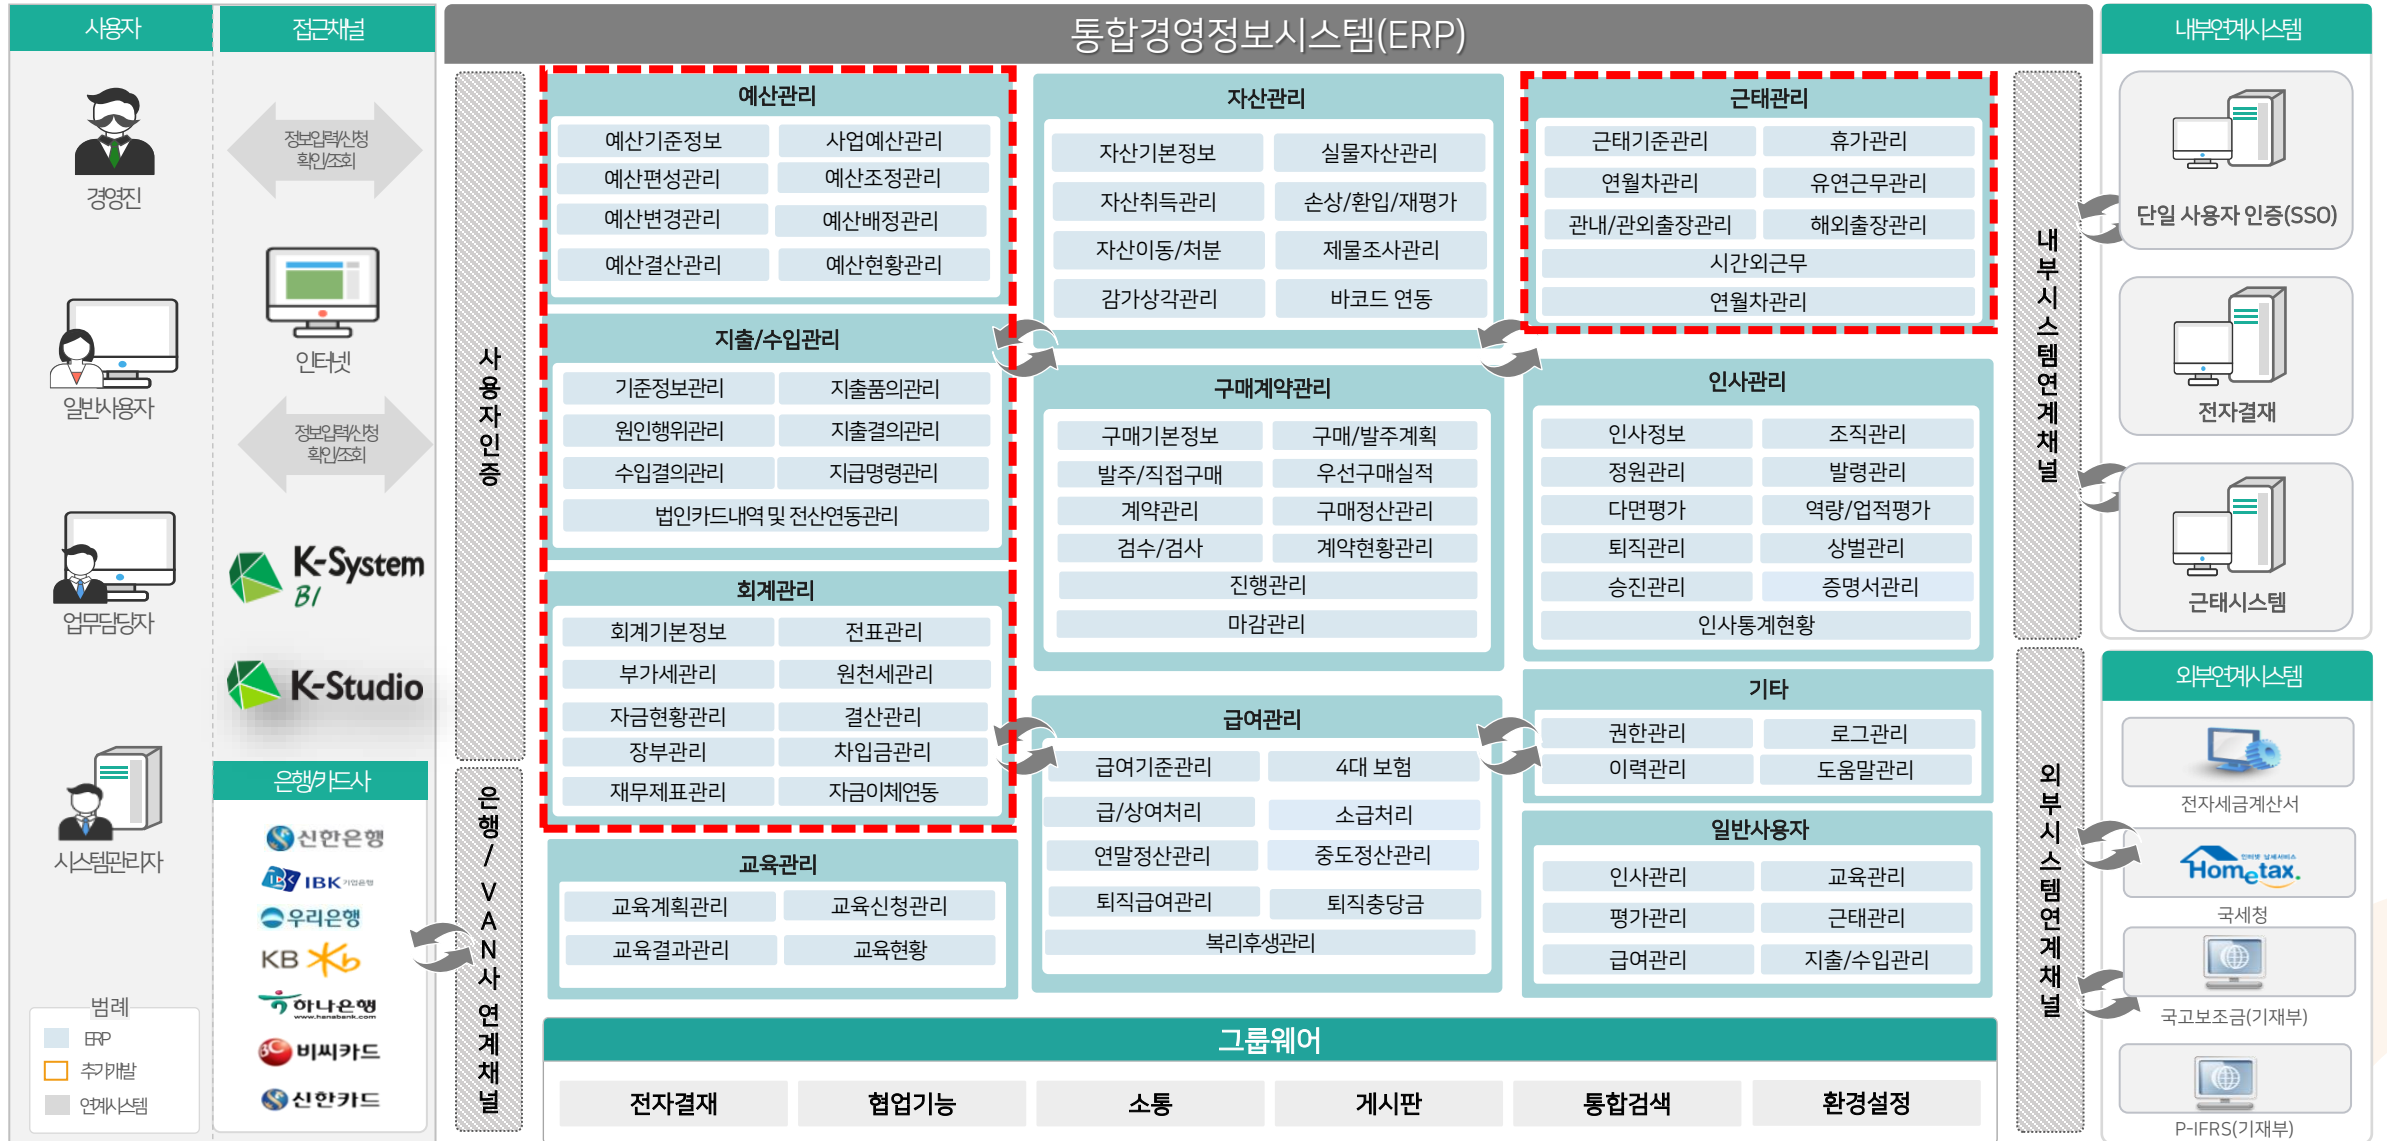 사용자
경영진
일반사용자
업무담당자
시스템관리자
범례
ERP
추가개발
연계시스템
접근채널
정보입력/신청
확인/조회
인터넷
정보입력/신청
확인/조회
K-System
BI
K-Studio
은행/카드사
신한은행
IBK 기업은행
우리은행
KB
하나은행
www.hanabank.com
비씨카드
신한카드
통합경영정보시스템(ERP)
사용자인증
은행/VAN사 연계채널
예산관리
예산기준정보
사업예산관리
예산편성관리
예산조정관리
예산변경관리
예산배정관리
예산결산관리
예산현황관리
지출/수입관리
기준정보관리
지출품의관리
원인행위관리
지출결의관리
수입결의관리
지급명령관리
법인카드내역 및 전산연동관리
회계관리
회계기본정보
전표관리
부가세관리
원천세관리
자금현황관리
결산관리
장부관리
차입금관리
재무제표관리
자금이체연동
교육관리
교육계획관리
교육신청관리
교육결과관리
교육현황
자산관리
자산기본정보
실물자산관리
자산취득관리
손상/환입/재평가
자산이동/처분
제물조사관리
감가상각관리
바코드 연동
구매계약관리
구매기본정보
구매/발주계획
발주/직접구매
우선구매실적
계약관리
구매정산관리
검수/검사
계약현황관리
진행관리
마감관리
급여관리
급여기준관리
4대 보험
급/상여처리
소급처리
연말정산관리
중도정산관리
퇴직급여관리
퇴직충당금
복리후생관리
근태관리
근태기준관리
휴가관리
연월차관리
유연근무관리
관내/관외출장관리
해외출장관리
시간외근무
연월차관리
인사관리
인사정보
조직관리
정원관리
발령관리
다면평가
역량/업적평가
퇴직관리
상벌관리
승진관리
증명서관리
인사통계현황
기타
권한관리
로그관리
이력관리
도움말관리
일반사용자
인사관리
교육관리
평가관리
근태관리
급여관리
지출/수입관리
그룹웨어
전자결재
협업기능
소통
게시판
통합검색
환경설정
내부시스템연계채널
외부시스템연계채널
내부연계시스템
단일 사용자 인증(SSO)
전자결재
근태시스템
외부연계시스템
전자세금계산서
인터넷 납세서비스
Hometax.
국세청
국고보조금(기재부)
P-IFRS(기재부)